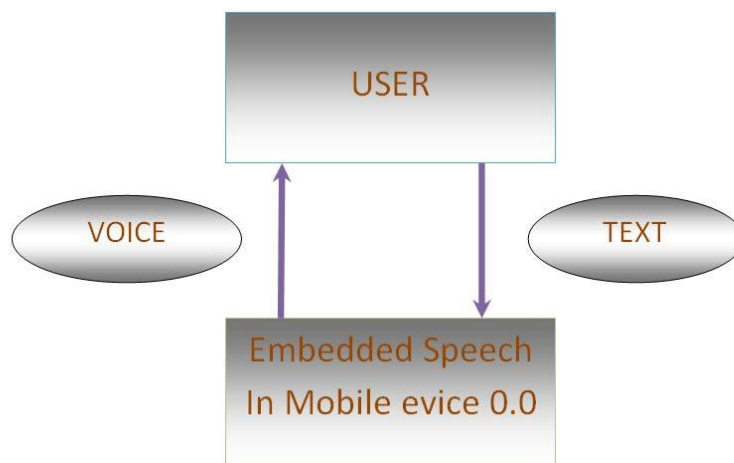 USER
VOICE
TEXT
Embedded Speech
In Mobile evice 0.0